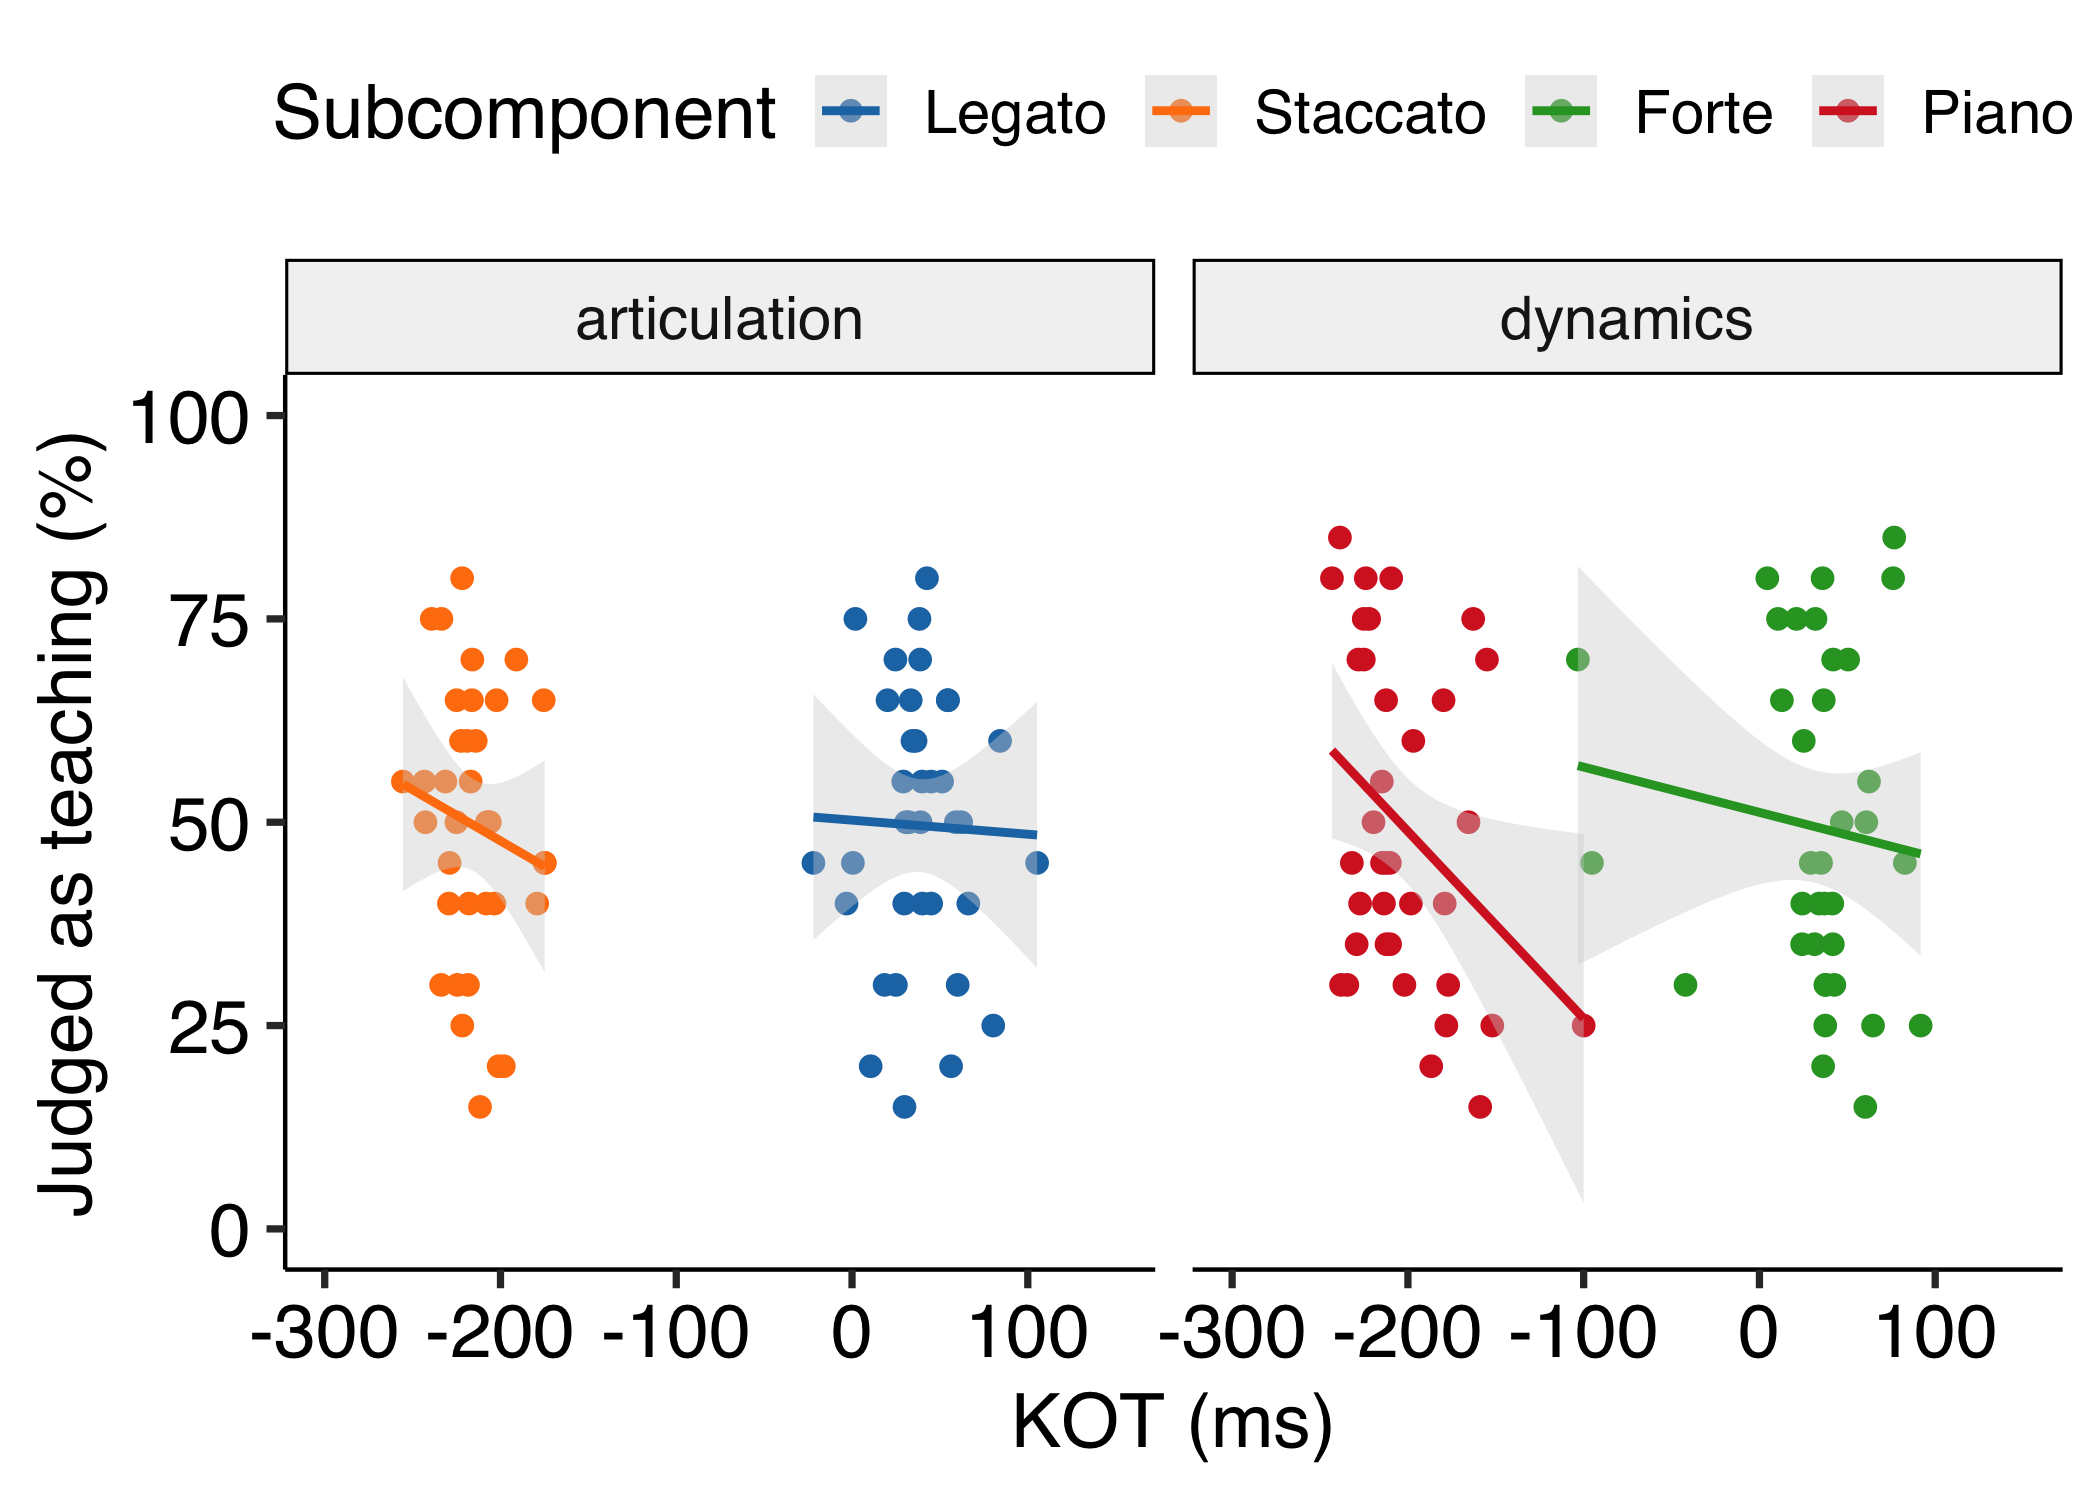 Subcomponent Legato Staccato Forte Piano
articulation dynamics
Judged as teaching (%)
100
75
50
25
0
-300 -200 -100 0 100 -300 -200 -100 0 100
KOT (ms)